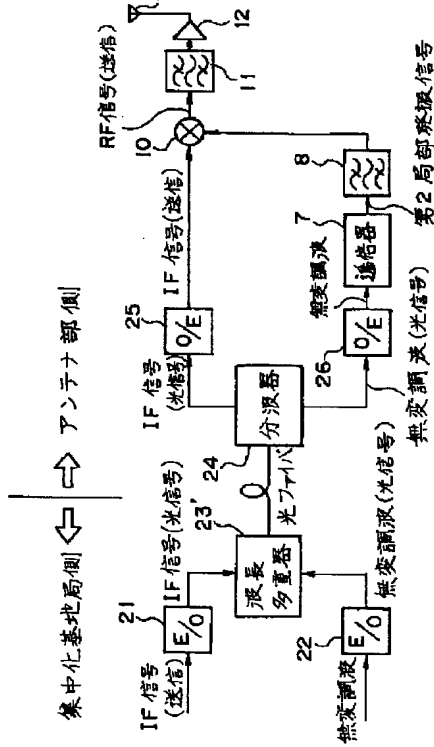 集中化基地局側
アンテナ部側
IF信号
(送信)
E/O
21
IF信号(光信号)
無変調波
E/O
22
無変調波(光信号)
波長
多重器
23'
光ファイバ
分波器
24
IF信号
(光信号)
O/E
25
IF信号(送信)
RF信号(送信)
10
11
12
O/E
26
無変調波(光信号)
無変調波
逓倍器
7
第2局部発振信号
8